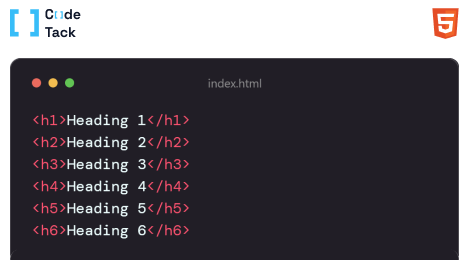 C[]de
Tack
5
index.html
<h1>Heading 1</h1>
<h2>Heading 2</h2>
<h3>Heading 3</h3>
<h4>Heading 4</h4>
<h5>Heading 5</h5>
<h6>Heading 6</h6>